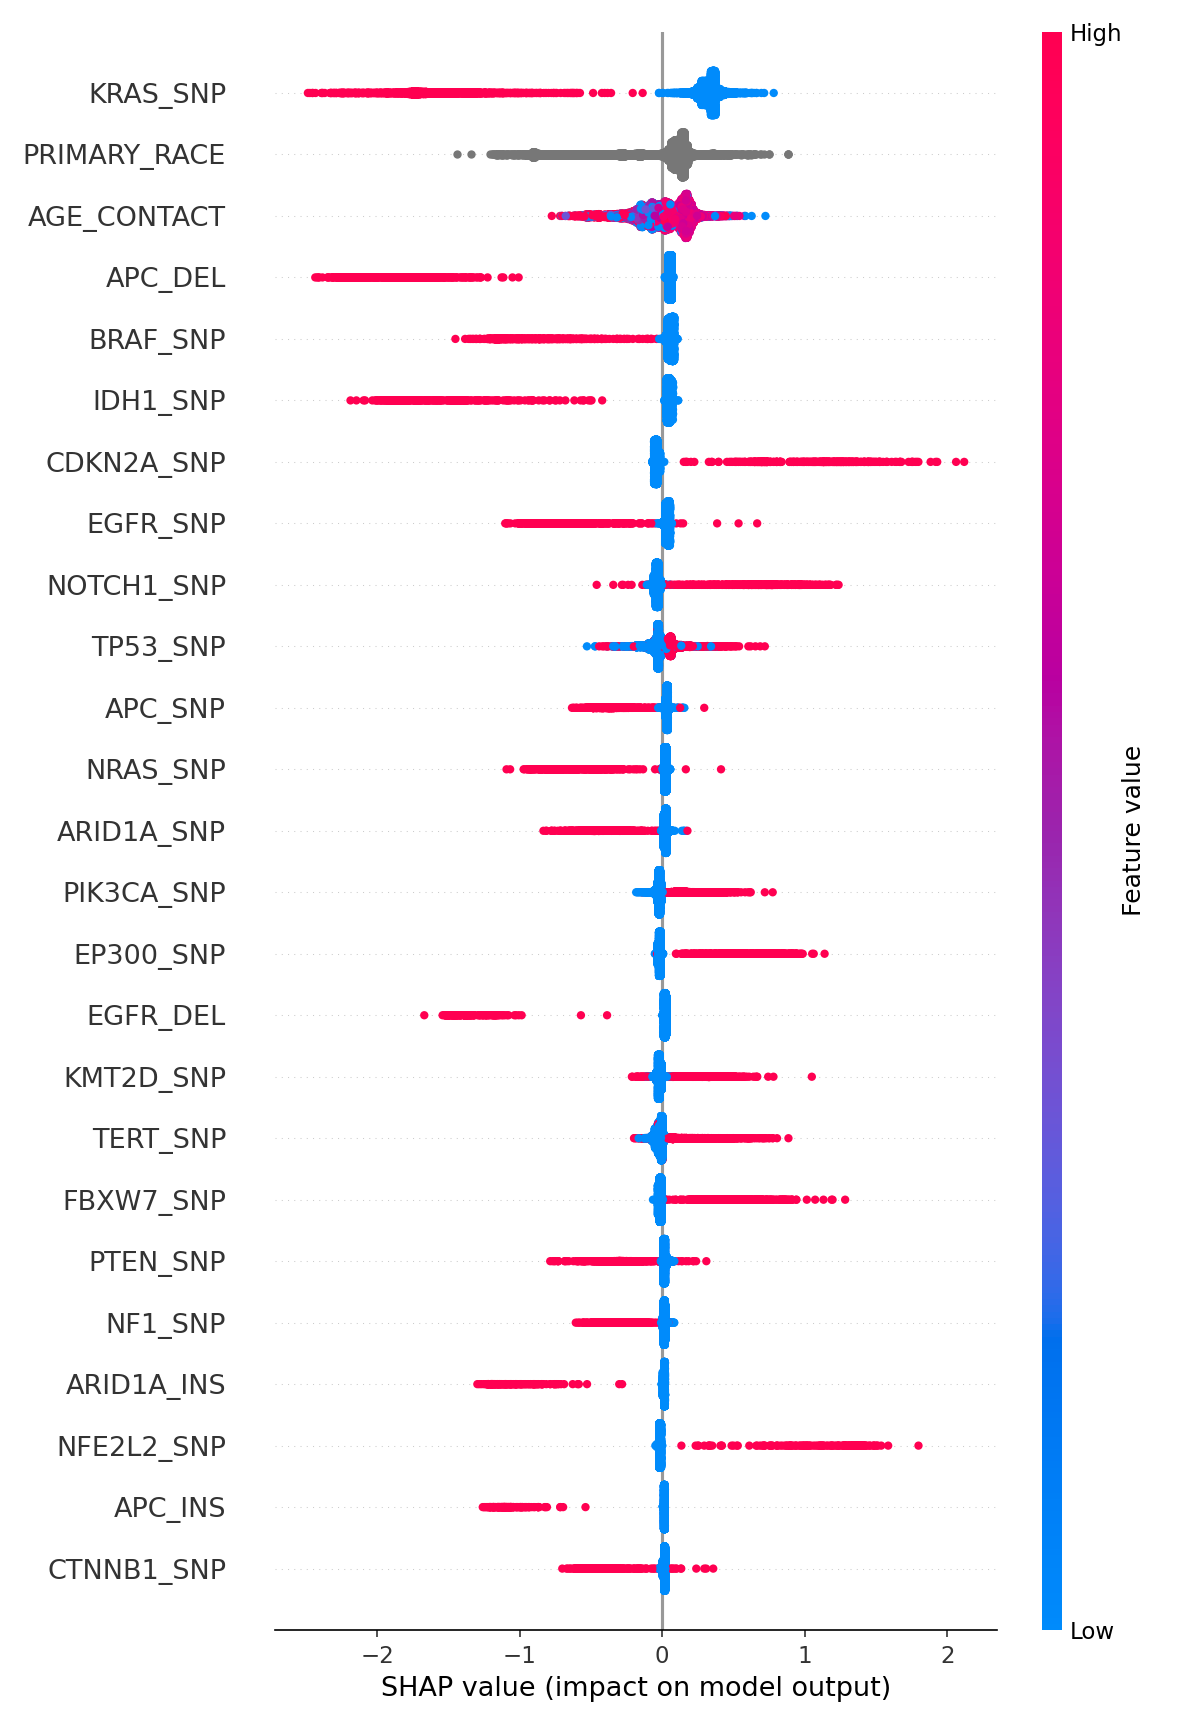 High
KRAS_SNP
PRIMARY_RACE
AGE_CONTACT
APC_DEL
BRAF_SNP
IDH1_SNP
CDKN2A_SNP
EGFR_SNP
NOTCH1_SNP
TP53_SNP
APC_SNP
NRAS_SNP
ARID1A_SNP
PIK3CA_SNP
EP300_SNP
EGFR_DEL
KMT2D_SNP
TERT_SNP
FBXW7_SNP
PTEN_SNP
NF1_SNP
ARID1A_INS
NFE2L2_SNP
APC_INS
CTNNB1_SNP
Feature value
Low
−2 −1 0 1 2
SHAP value (impact on model output)